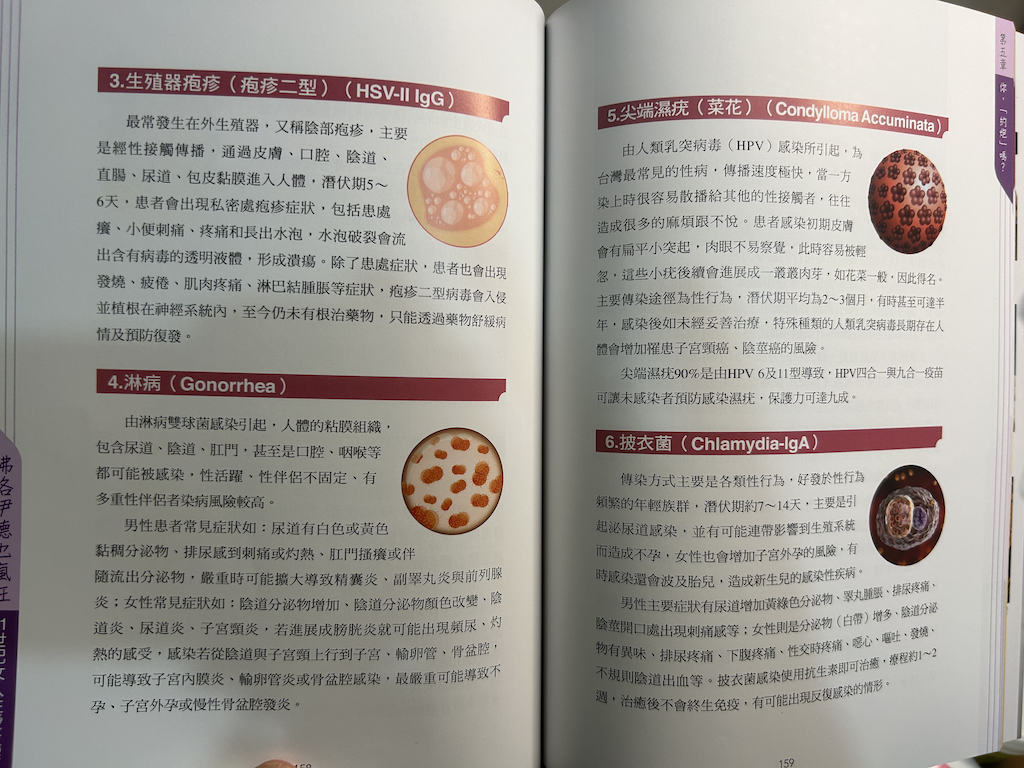 3.生殖器疱疹（疱疹二型）（HSV-II IgG）
最常發生在外生殖器，又稱陰部疱疹，主要
是經性接觸傳播，通過皮膚、口腔、陰道、
直腸、尿道、包皮黏膜進入人體，潛伏期5～
6天，患者會出現私密處疱疹症狀，包括患處
癢、小便刺痛、疼痛和長出水泡，水泡破裂會流
出含有病毒的透明液體，形成潰瘍。除了患處症狀，患者也會出現
發燒、疲倦、肌肉疼痛、淋巴結腫脹等症狀，疱疹二型病毒會入侵
並植根在神經系統內，至今仍未有根治藥物，只能透過藥物舒緩病
情及預防復發。
4.淋病（Gonorrhea）
由淋病雙球菌感染引起，人體的粘膜組織，
包含尿道、陰道、肛門，甚至是口腔、咽喉等
都可能被感染，性活躍、性伴侶不固定、有
多重性伴侶者染病風險較高。
男性患者常見症狀如：尿道有白色或黃色
黏稠分泌物、排尿感到刺痛或灼熱、肛門搔癢或伴
隨流出分泌物，嚴重時可能擴大導致精囊炎、副睪丸炎與前列腺
炎；女性常見症狀如：陰道分泌物增加、陰道分泌物顏色改變、陰
道炎、尿道炎、子宮頸炎，若進展成膀胱炎就可能出現頻尿、灼
熱的感受，感染若從陰道與子宮頸上行到子宮、輸卵管、骨盆腔，
可能導致子宮內膜炎、輸卵管炎或骨盆腔感染，最嚴重可能導致不
孕、子宮外孕或慢性骨盆腔發炎。
158
佛洛伊德也瘋狂
第五章
你，「約炮」嗎？
5.尖端濕疣（菜花）（Condylloma Accuminata）
由人類乳突病毒（HPV）感染所引起，為
台灣最常見的性病，傳播速度極快，當一方
染上時很容易散播給其他的性接觸者，往往
造成很多的麻煩跟不悅。患者感染初期皮膚
會有扁平小突起，肉眼不易察覺，此時容易被輕
忽，這些小疣後續會進展成一叢叢肉芽，如花菜一般，因此得名。
主要傳染途徑為性行為，潛伏期平均為2～3個月，有時甚至可達半
年，感染後如未經妥善治療，特殊種類的人類乳突病毒長期存在人
體會增加罹患子宮頸癌、陰莖癌的風險。
尖端濕疣90%是由HPV 6及11型導致，HPV四合一與九合一疫苗
可讓未感染者預防感染濕疣，保護力可達九成。
6.披衣菌（Chlamydia-IgA）
傳染方式主要是各類性行為，好發於性行為
頻繁的年輕族群，潛伏期約7～14天，主要是引
起泌尿道感染，並有可能連帶影響到生殖系統
而造成不孕，女性也會增加子宮外孕的風險，有
時感染還會波及胎兒，造成新生兒的感染性疾病。
男性主要症狀有尿道增加黃綠色分泌物、睪丸腫脹、排尿疼痛、
陰莖開口處出現刺痛感等；女性則是分泌物（白帶）增多、陰道分泌
物有異味、排尿疼痛、下腹疼痛、性交時疼痛、噁心、嘔吐、發燒、
不規則陰道出血等。披衣菌感染使用抗生素即可治癒，療程約1～2
週，治癒後不會終生免疫，有可能出現反復感染的情形。
159